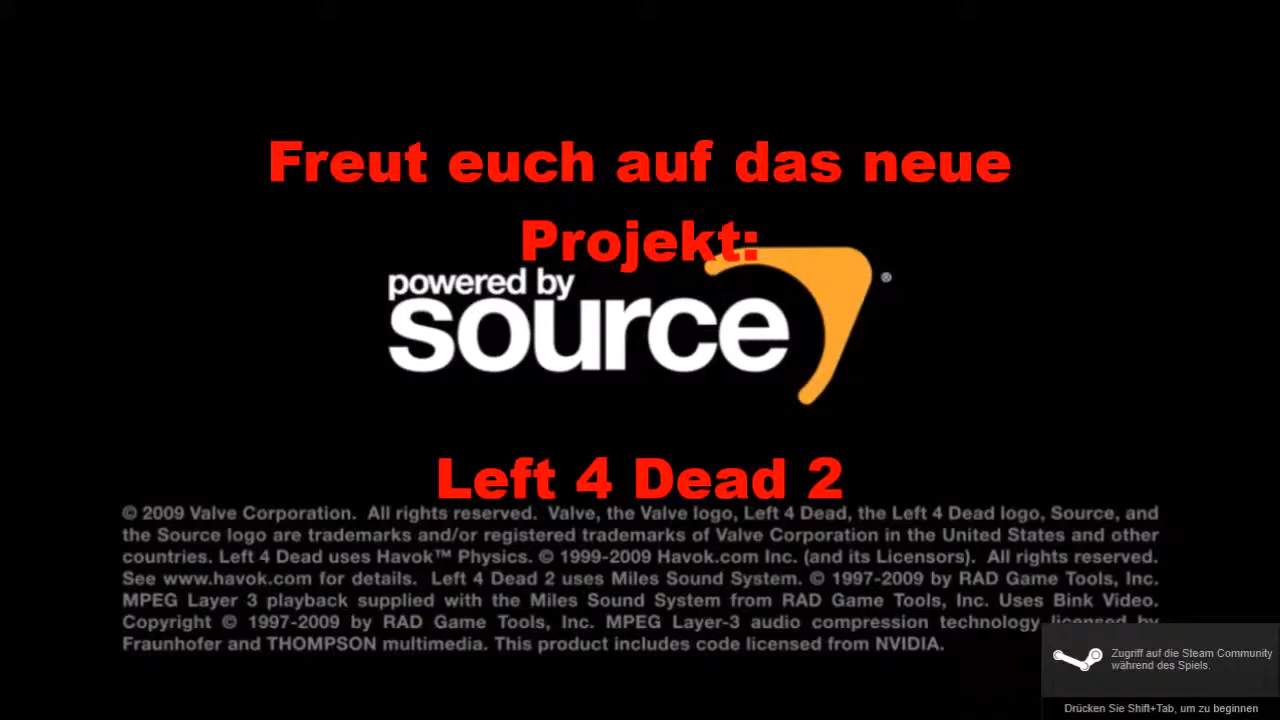 Freut euch auf das neue
Projekt:
powered by
source
®
Left 4 Dead 2
© 2009 Valve Corporation. All rights reserved. Valve, the Valve logo, Left 4 Dead, the Left 4 Dead logo, Source, and
the Source logo are trademarks and/or registered trademarks of Valve Corporation in the United States and other
countries. Left 4 Dead uses Havok™ Physics. © 1999-2009 Havok.com Inc. (and its Licensors). All rights reserved.
See www.havok.com for details. Left 4 Dead 2 uses Miles Sound System. © 1997-2009 by RAD Game Tools, Inc.
MPEG Layer 3 playback supplied with the Miles Sound System from RAD Game Tools, Inc. Uses Bink Video.
Copyright © 1997-2009 by RAD Game Tools, Inc. MPEG Layer-3 audio compression technology licensed by
Fraunhofer and THOMPSON multimedia. This product includes code licensed from NVIDIA.
Zugriff auf die Steam Community
während des Spiels.
Drücken Sie Shift+Tab, um zu beginnen